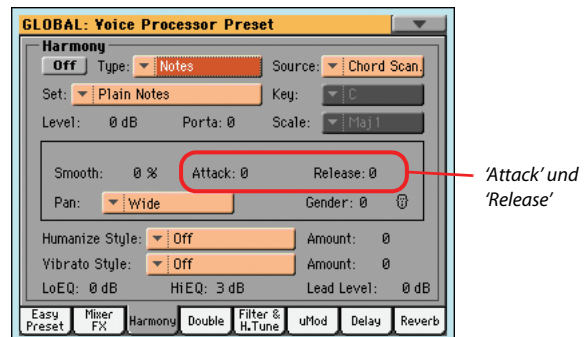 GLOBAL: Voice Processor Preset
Harmony
Off Type: Notes Source: Chord Scan.
Set: Plain Notes Key: C
Level: 0 dB Porta: 0 Scale: Maj1
Smooth: 0 % Attack: 0 Release: 0
Pan: Wide Gender: 0
'Attack' und
'Release'
Humanize Style: Off Amount: 0
Vibrato Style: Off Amount: 0
LoEQ: 0 dB HiEQ: 3 dB Lead Level: 0 dB
Easy Preset Mixer FX Harmony Double Filter & H.Tune uMod Delay Reverb